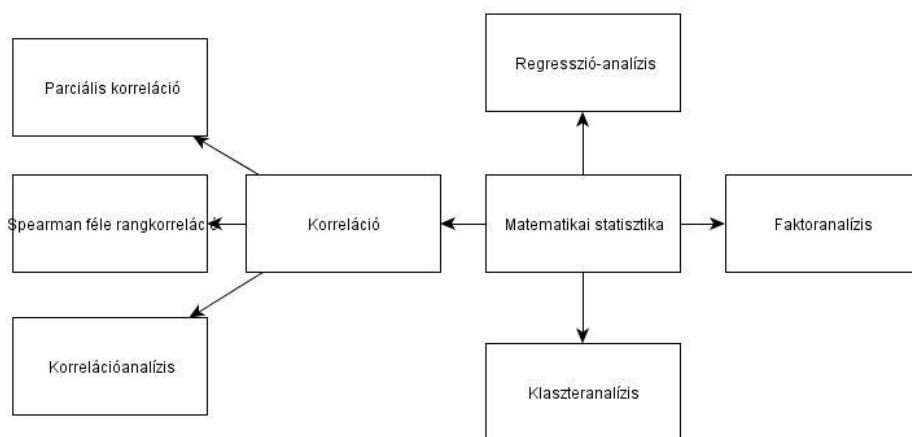 Regresszió-analízis
Parciális korreláció
Spearman féle rangkorreláció
Korreláció
Matematikai statisztika
Faktoranalízis
Korrelációanalízis
Klaszteranalízis